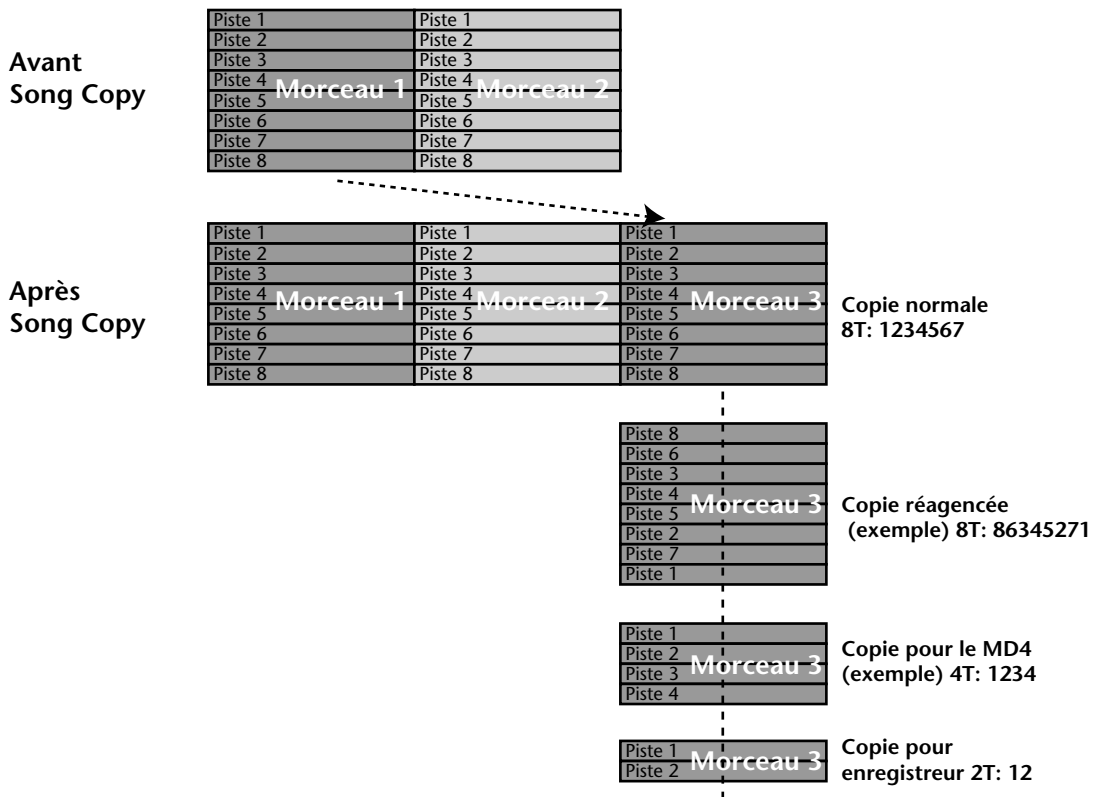 Avant
Song Copy
Piste 1
Piste 2
Piste 3
Piste 4
Piste 5
Piste 6
Piste 7
Piste 8
Morceau 1
Piste 1
Piste 2
Piste 3
Piste 4
Piste 5
Piste 6
Piste 7
Piste 8
Morceau 2
Après
Song Copy
Piste 1
Piste 2
Piste 3
Piste 4
Piste 5
Piste 6
Piste 7
Piste 8
Morceau 1
Piste 1
Piste 2
Piste 3
Piste 4
Piste 5
Piste 6
Piste 7
Piste 8
Morceau 2
Piste 1
Piste 2
Piste 3
Piste 4
Piste 5
Piste 6
Piste 7
Piste 8
Morceau 3
Copie normale
8T: 1234567
Piste 8
Piste 6
Piste 3
Piste 4
Piste 5
Piste 2
Piste 7
Piste 1
Morceau 3
Copie réagencée
(exemple) 8T: 86345271
Piste 1
Piste 2
Piste 3
Piste 4
Morceau 3
Copie pour le MD4
(exemple) 4T: 1234
Piste 1
Piste 2
Morceau 3
Copie pour
enregistreur 2T: 12